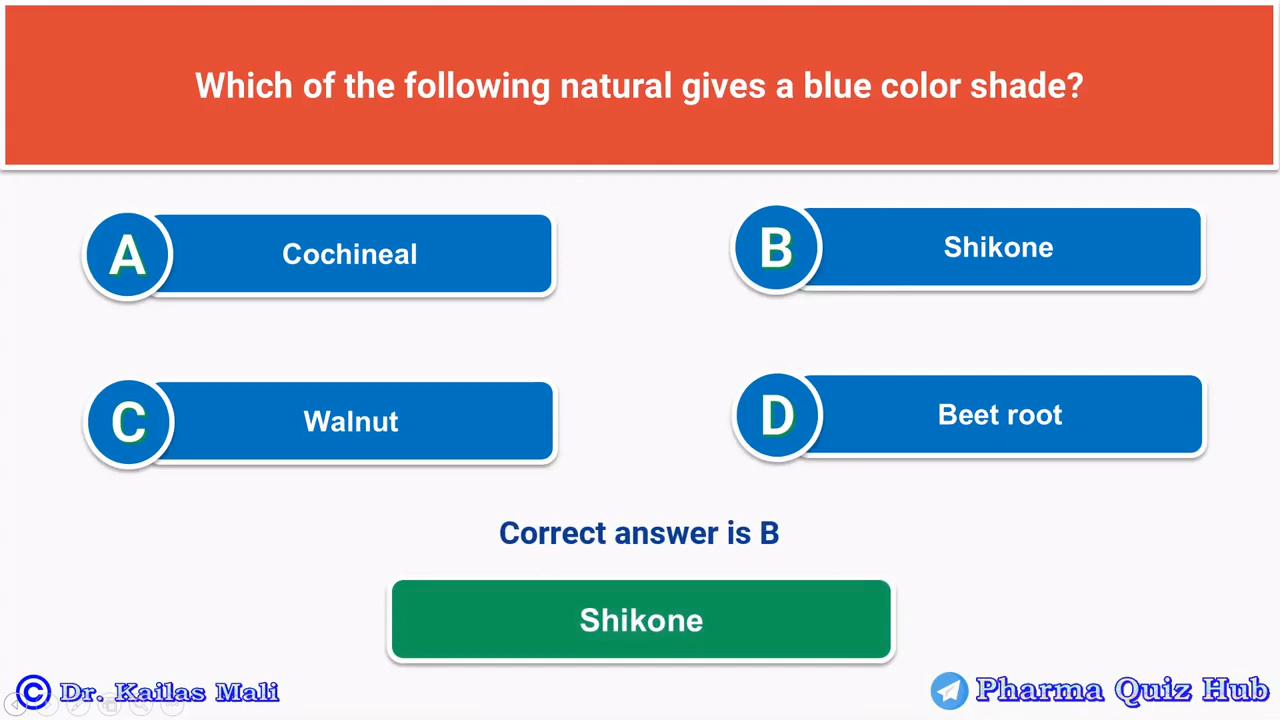 Which of the following natural gives a blue color shade?
A Cochineal
B Shikone
C Walnut
D Beet root
Correct answer is B
Shikone
© Dr. Kailas Mali
Pharma Quiz Hub